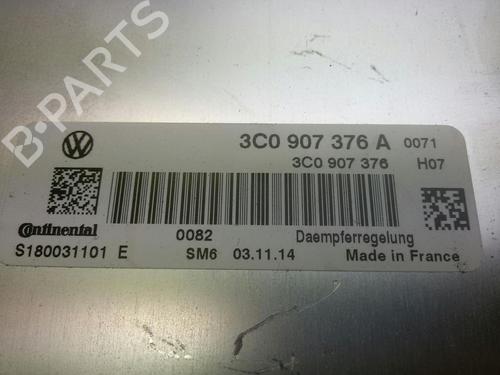 B-PARTS
3C0 907 376 A 0071
3C0 907 376 H07
Continental 0082 Daempferregelung
S180031101 E SM6 03.11.14 Made in France